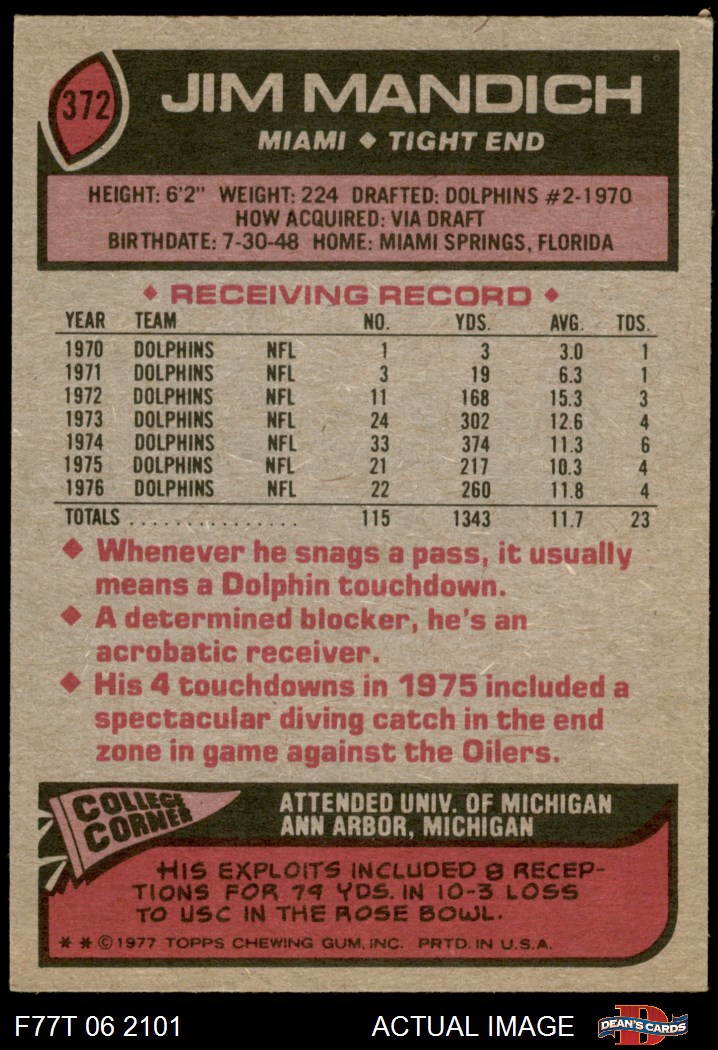 372
JIM MANDICH
MIAMI ◆ TIGHT END
HEIGHT: 6'2" WEIGHT: 224 DRAFTED: DOLPHINS #2-1970
HOW ACQUIRED: VIA DRAFT
BIRTHDATE: 7-30-48 HOME: MIAMI SPRINGS, FLORIDA
◆ RECEIVING RECORD ◆
YEAR TEAM NO. YDS. AVG. TDS.
1970 DOLPHINS NFL 1 3 3.0 1
1971 DOLPHINS NFL 3 19 6.3 1
1972 DOLPHINS NFL 11 168 15.3 3
1973 DOLPHINS NFL 24 302 12.6 4
1974 DOLPHINS NFL 33 374 11.3 6
1975 DOLPHINS NFL 21 217 10.3 4
1976 DOLPHINS NFL 22 260 11.8 4
TOTALS ............... 115 1343 11.7 23
◆ Whenever he snags a pass, it usually
means a Dolphin touchdown.
◆ A determined blocker, he's an
acrobatic receiver.
◆ His 4 touchdowns in 1975 included a
spectacular diving catch in the end
zone in game against the Oilers.
COLLEGE
CORNER
ATTENDED UNIV. OF MICHIGAN
ANN ARBOR, MICHIGAN
HIS EXPLOITS INCLUDED 8 RECEP-
TIONS FOR 79 YDS. IN 10-3 LOSS
TO USC IN THE ROSE BOWL.
* * © 1977 TOPPS CHEWING GUM, INC. PRTD. IN U.S.A.
F77T 06 2101
ACTUAL IMAGE
D
DEAN'S CARDS